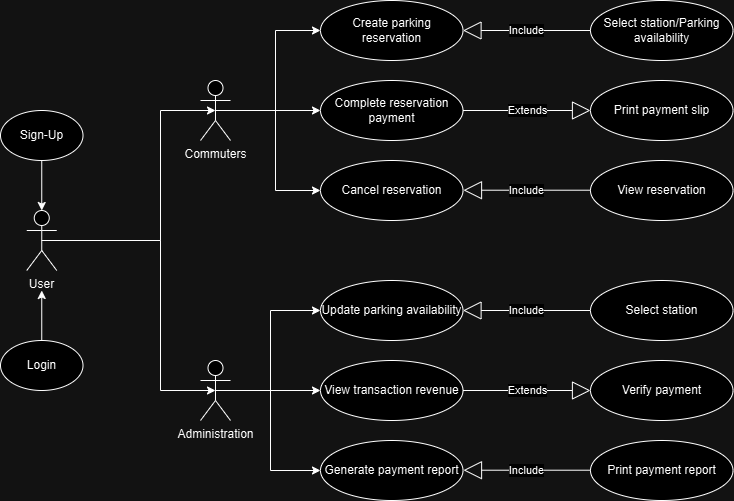 Create parking
reservation
Include
Select station/Parking
availability
Sign-Up
Commuters
Complete reservation
payment
Extends
Print payment slip
Cancel reservation
Include
View reservation
User
Login
Administration
Update parking availability
Include
Select station
View transaction revenue
Extends
Verify payment
Generate payment report
Include
Print payment report